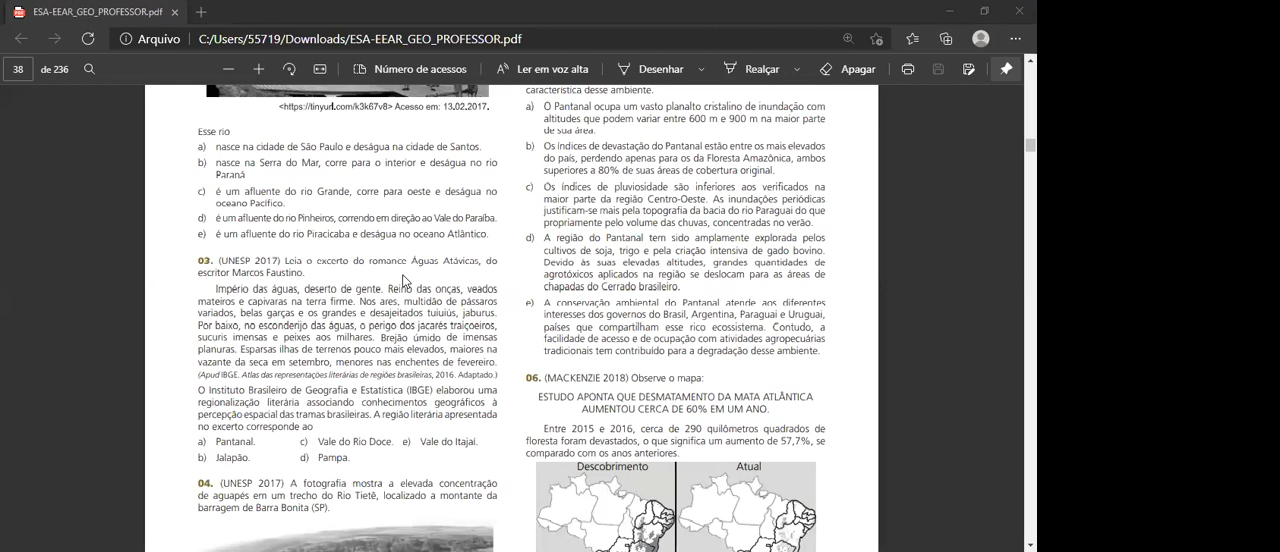 ESA-EEAR_GEO_PROFESSOR.pdf
Arquivo
C:/Users/55719/Downloads/ESA-EEAR_GEO_PROFESSOR.pdf
38
de 236
Número de acessos
Ler em voz alta
Desenhar
Realçar
Apagar
<https://tinyurl.com/k3k67v8> Acesso em: 13.02.2017.
Esse rio
a) nasce na cidade de São Paulo e deságua na cidade de Santos.
b) nasce na Serra do Mar, corre para o interior e deságua no rio
Paraná
c) é um afluente do rio Grande, corre para oeste e deságua no
oceano Pacífico.
d) é um afluente do rio Pinheiros, correndo em direção ao Vale do Paraíba.
e) é um afluente do rio Piracicaba e deságua no oceano Atlântico.
03. (UNESP 2017) Leia o excerto do romance Águas Atávicas, do
escritor Marcos Faustino.
Império das águas, deserto de gente. Reino das onças, veados
mateiros e capivaras na terra firme. Nos ares, multidão de pássaros
variados, belas garças e os grandes e desajeitados tuiuiús, jaburus.
Por baixo, no esconderijo das águas, o perigo dos jacarés traiçoeiros,
sucuris imensas e peixes aos milhares. Brejão úmido de imensas
planuras. Esparsas ilhas de terrenos pouco mais elevados, maiores na
vazante da seca em setembro, menores nas enchentes de fevereiro.
(Apud IBGE. Atlas das representações literárias de regiões brasileiras, 2016. Adaptado.)
O Instituto Brasileiro de Geografia e Estatística (IBGE) elaborou uma
regionalização literária associando conhecimentos geográficos à
percepção espacial das tramas brasileiras. A região literária apresentada
no excerto corresponde ao
a) Pantanal. c) Vale do Rio Doce. e) Vale do Itajaí.
b) Jalapão. d) Pampa.
04. (UNESP 2017) A fotografia mostra a elevada concentração
de aguapés em um trecho do Rio Tietê, localizado a montante da
barragem de Barra Bonita (SP).
característica desse ambiente.
a) O Pantanal ocupa um vasto planalto cristalino de inundação com
altitudes que podem variar entre 600 m e 900 m na maior parte
de sua área.
b) Os índices de devastação do Pantanal estão entre os mais elevados
do país, perdendo apenas para os da Floresta Amazônica, ambos
superiores a 80% de suas áreas de cobertura original.
c) Os índices de pluviosidade são inferiores aos verificados na
maior parte da região Centro-Oeste. As inundações periódicas
justificam-se mais pela topografia da bacia do rio Paraguai do que
propriamente pelo volume das chuvas, concentradas no verão.
d) A região do Pantanal tem sido amplamente explorada pelos
cultivos de soja, trigo e pela criação intensiva de gado bovino.
Devido às suas elevadas altitudes, grandes quantidades de
agrotóxicos aplicados na região se deslocam para as áreas de
chapadas do Cerrado brasileiro.
e) A conservação ambiental do Pantanal atende aos diferentes
interesses dos governos do Brasil, Argentina, Paraguai e Uruguai,
países que compartilham esse rico ecossistema. Contudo, a
facilidade de acesso e de ocupação com atividades agropecuárias
tradicionais tem contribuído para a degradação desse ambiente.
06. (MACKENZIE 2018) Observe o mapa:
ESTUDO APONTA QUE DESMATAMENTO DA MATA ATLÂNTICA
AUMENTOU CERCA DE 60% EM UM ANO.
Entre 2015 e 2016, cerca de 290 quilômetros quadrados de
floresta foram devastados, o que significa um aumento de 57,7%, se
comparado com os anos anteriores.
Descobrimento Atual